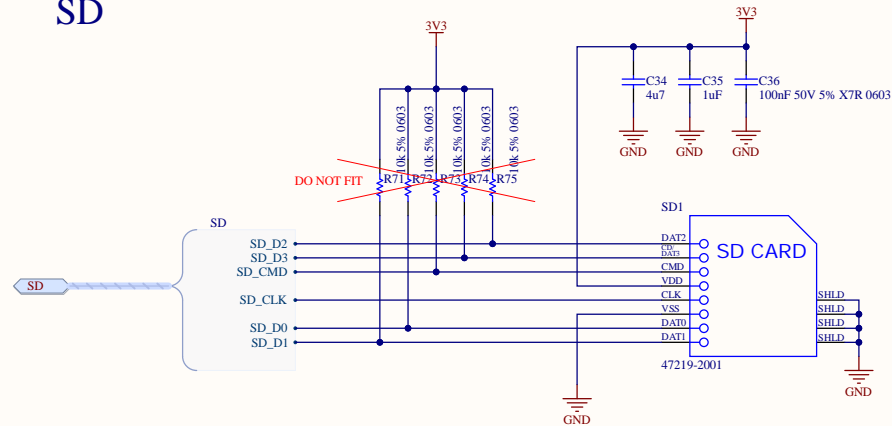 SD
3V3
3V3
C34
4u7
C35
1uF
C36
100nF 50V 5% X7R 0603
GND
GND
GND
10k 5% 0603
10k 5% 0603
10k 5% 0603
10k 5% 0603
10k 5% 0603
DO NOT FIT
R71
R72
R73
R74
R75
SD
SD
SD_D2
SD_D3
SD_CMD
SD_CLK
SD_D0
SD_D1
SD1
DAT2
CD/
DAT3
CMD
VDD
CLK
VSS
DAT0
DAT1
SD CARD
SHLD
SHLD
SHLD
SHLD
47219-2001
GND
GND